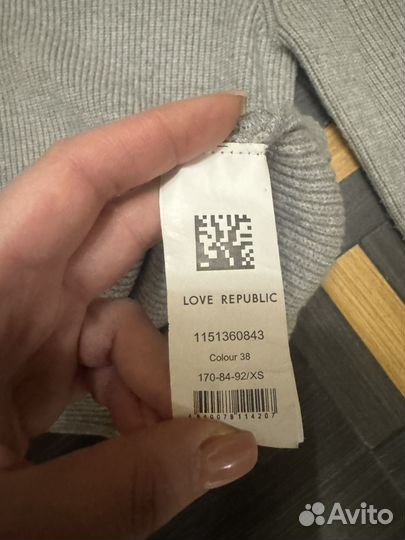 LOVE REPUBLIC
1151360843
Colour 38
170-84-92/XS
Avito